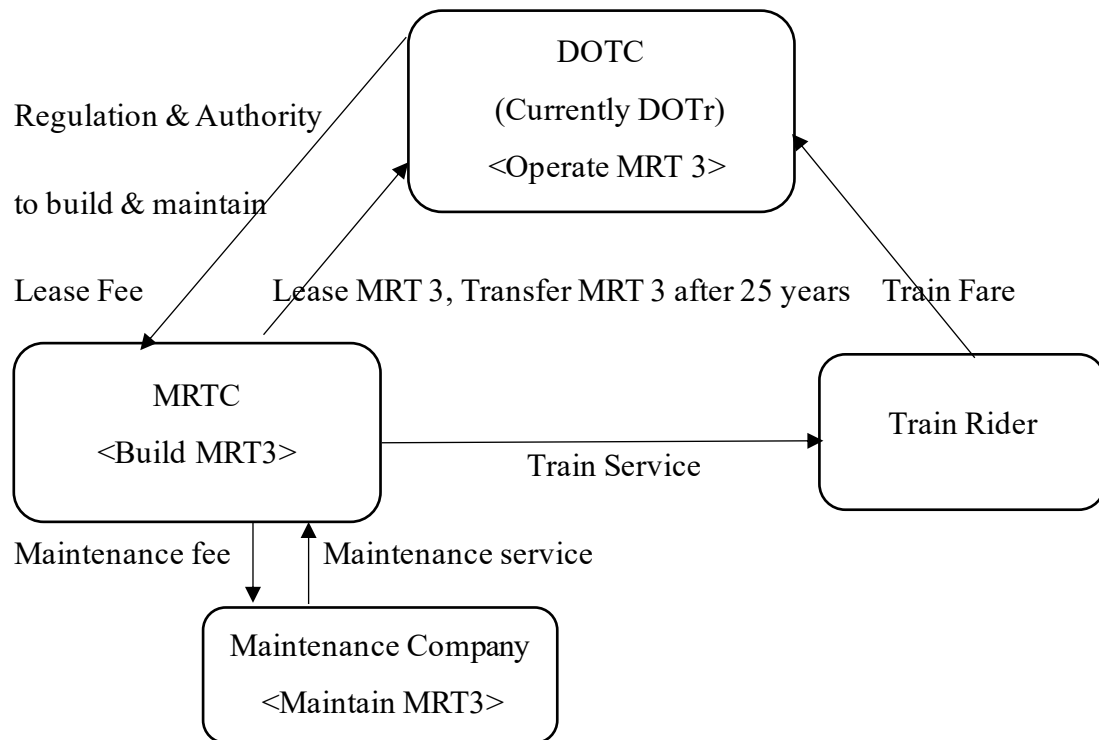 DOTC
(Currently DOTr)
<Operate MRT 3>
Regulation & Authority
to build & maintain
Lease Fee
Lease MRT 3, Transfer MRT 3 after 25 years
Train Fare
MRTC
<Build MRT3>
Train Rider
Train Service
Maintenance fee
Maintenance service
Maintenance Company
<Maintain MRT3>